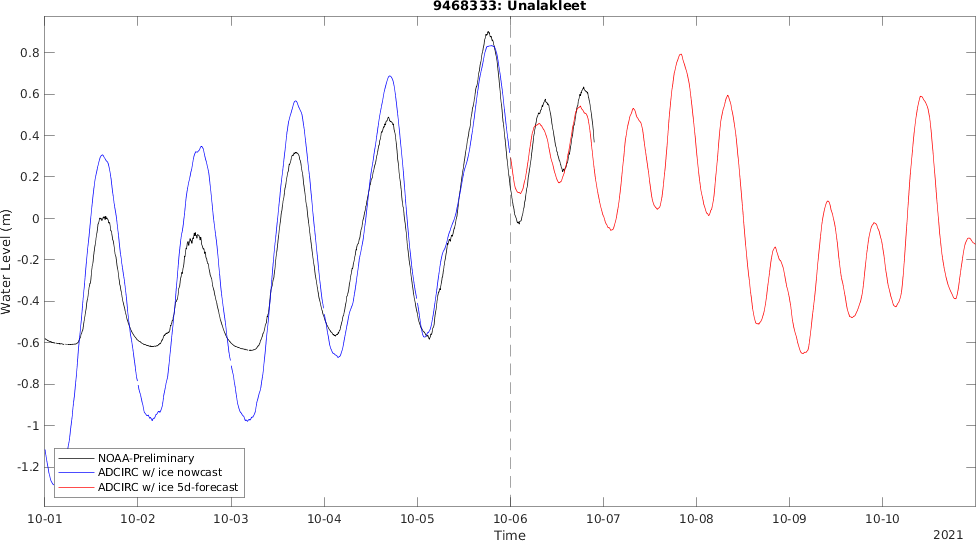 9468333: Unalakleet
Water Level (m)
0.8
0.6
0.4
0.2
0
-0.2
-0.4
-0.6
-0.8
-1
-1.2
NOAA-Preliminary
ADCIRC w/ ice nowcast
ADCIRC w/ ice 5d-forecast
10-01 10-02 10-03 10-04 10-05 10-06 10-07 10-08 10-09 10-10
Time
2021